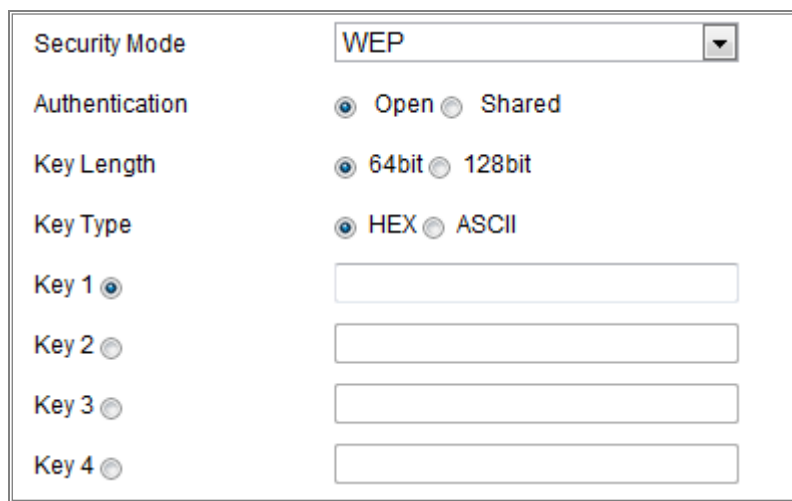 Security Mode WEP
Authentication Open Shared
Key Length 64bit 128bit
Key Type HEX ASCII
Key 1
Key 2
Key 3
Key 4